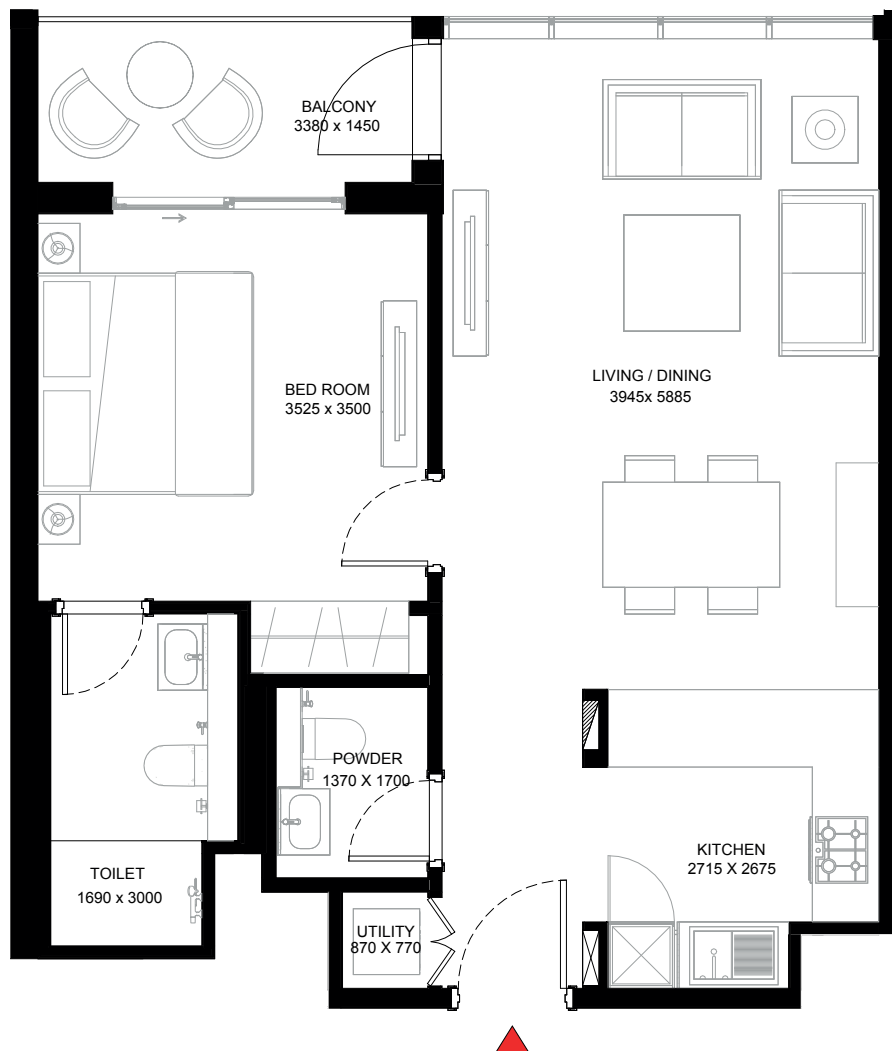 BALCONY
3380 x 1450
BED ROOM
3525 x 3500
LIVING / DINING
3945x 5885
POWDER
1370 X 1700
KITCHEN
2715 X 2675
TOILET
1690 x 3000
UTILITY
870 X 770